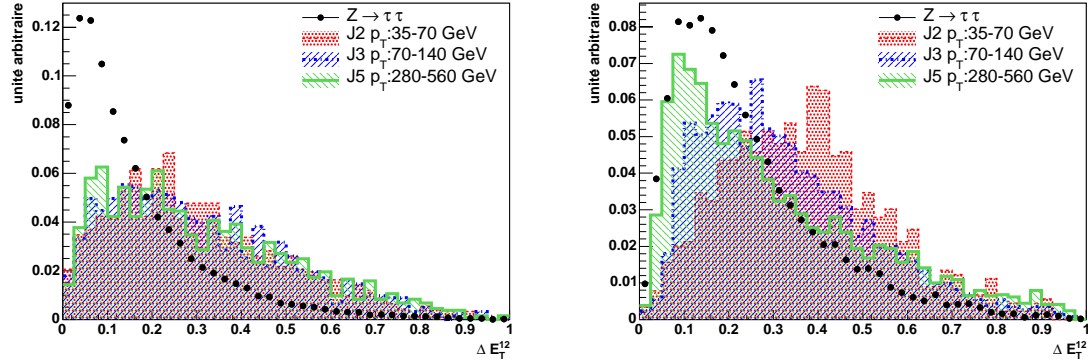 unité arbitraire
0.12
0.1
0.08
0.06
0.04
0.02
0
Z → τ τ
J2 p_T:35-70 GeV
J3 p_T:70-140 GeV
J5 p_T:280-560 GeV
0 0.1 0.2 0.3 0.4 0.5 0.6 0.7 0.8 0.9 1
Δ E_T^12
unité arbitraire
0.08
0.07
0.06
0.05
0.04
0.03
0.02
0.01
0
Z → τ τ
J2 p_T:35-70 GeV
J3 p_T:70-140 GeV
J5 p_T:280-560 GeV
0 0.1 0.2 0.3 0.4 0.5 0.6 0.7 0.8 0.9 1
Δ E_T^12